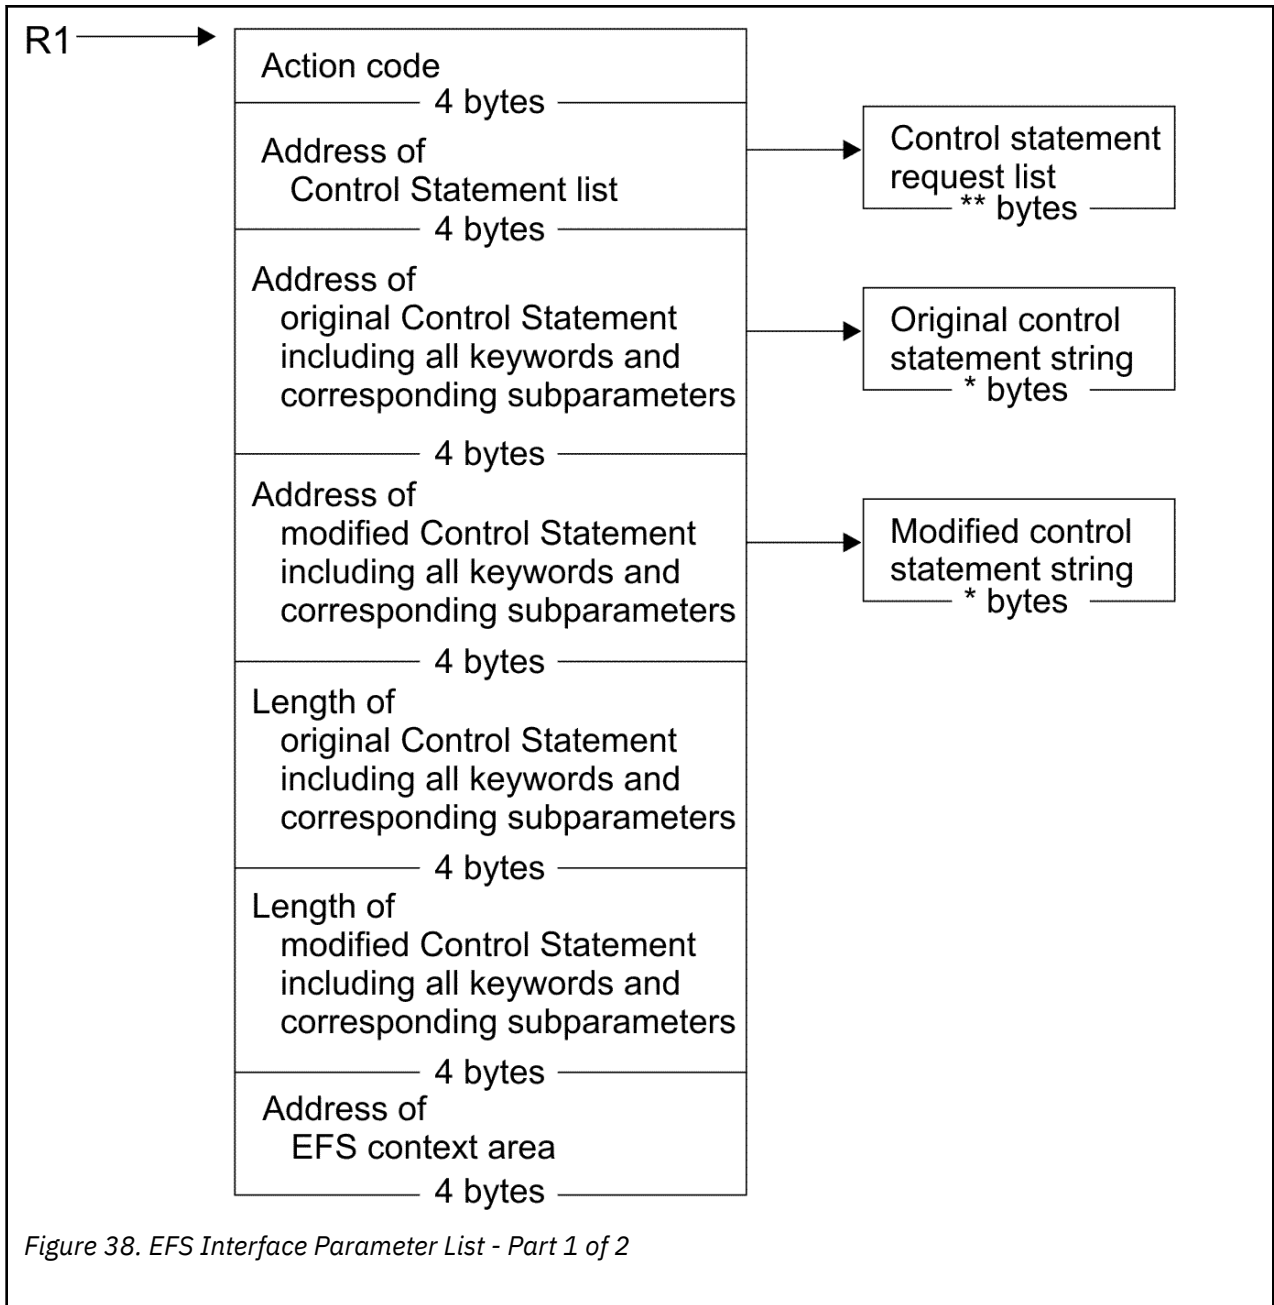 R1
Action code
4 bytes
Address of
Control Statement list
4 bytes
Control statement
request list
** bytes
Address of
original Control Statement
including all keywords and
corresponding subparameters
4 bytes
Original control
statement string
* bytes
Address of
modified Control Statement
including all keywords and
corresponding subparameters
4 bytes
Modified control
statement string
* bytes
Length of
original Control Statement
including all keywords and
corresponding subparameters
4 bytes
Length of
modified Control Statement
including all keywords and
corresponding subparameters
4 bytes
Address of
EFS context area
4 bytes
Figure 38. EFS Interface Parameter List - Part 1 of 2